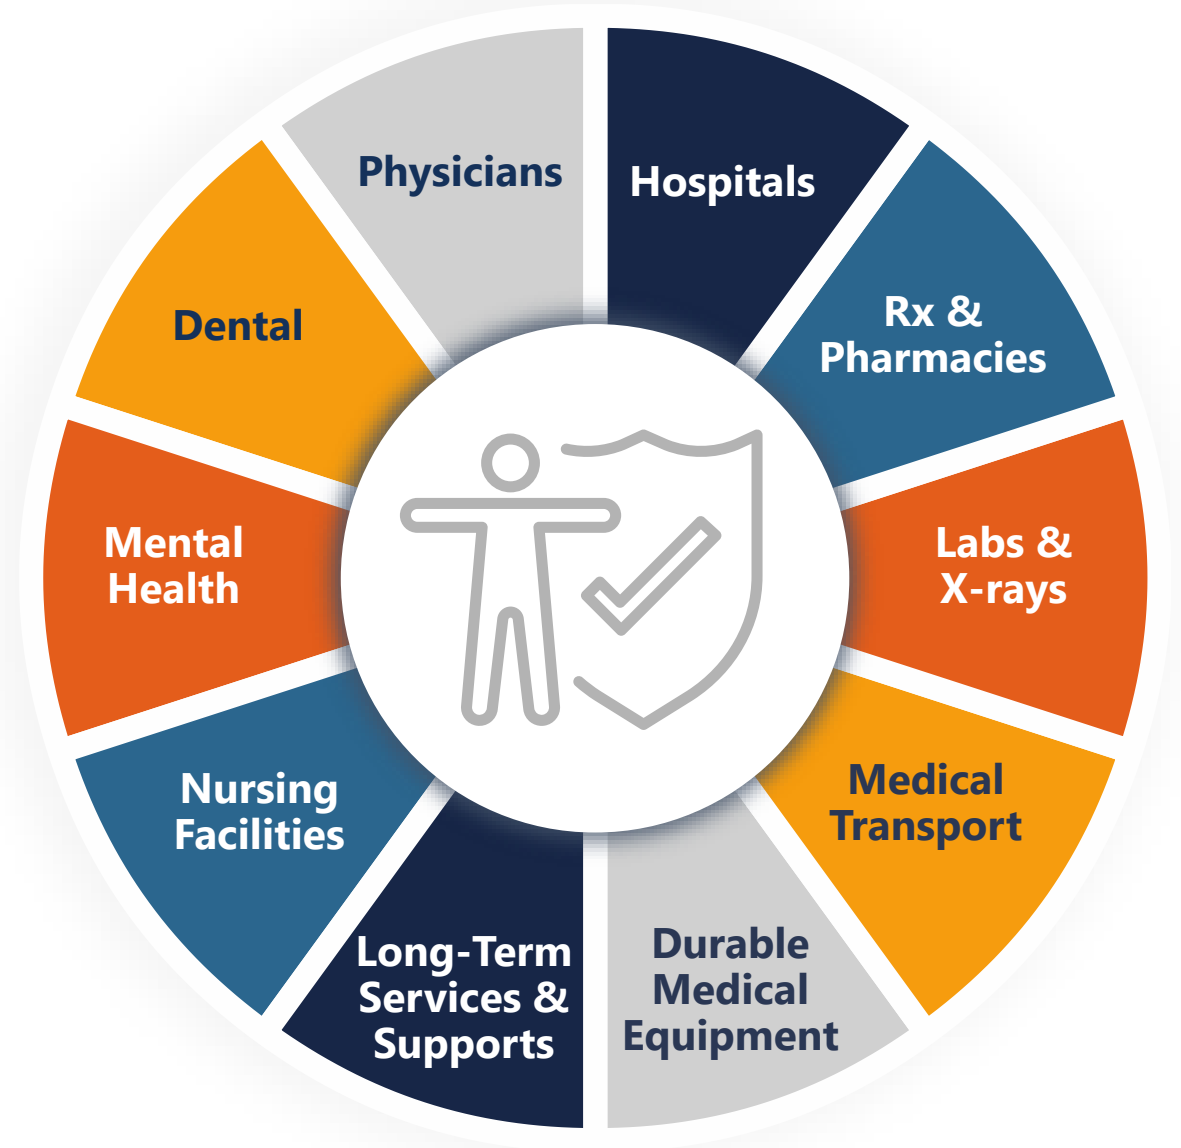 Physicians
Hospitals
Rx &
Pharmacies
Labs &
X-rays
Medical
Transport
Durable
Medical
Equipment
Long-Term
Services &
Supports
Nursing
Facilities
Mental
Health
Dental